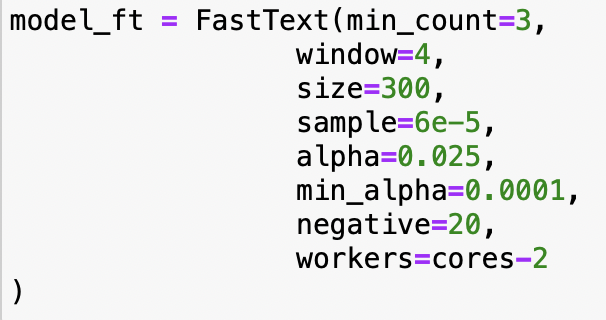 model_ft = FastText(min_count=3,
window=4,
size=300,
sample=6e-5,
alpha=0.025,
min_alpha=0.0001,
negative=20,
workers=cores-2
)